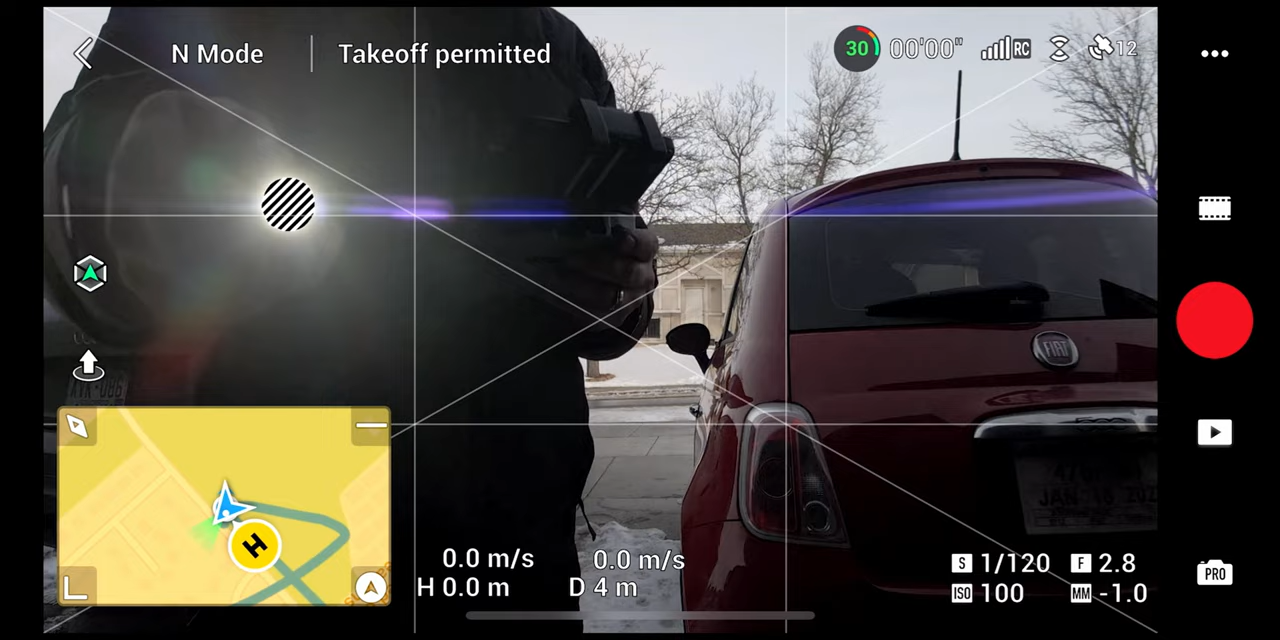 N Mode
Takeoff permitted
30
00'00"
RC
12
FIAT
H
0.0 m/s
0.0 m/s
H 0.0 m
D 4 m
S 1/120
F 2.8
ISO 100
MM -1.0
PRO